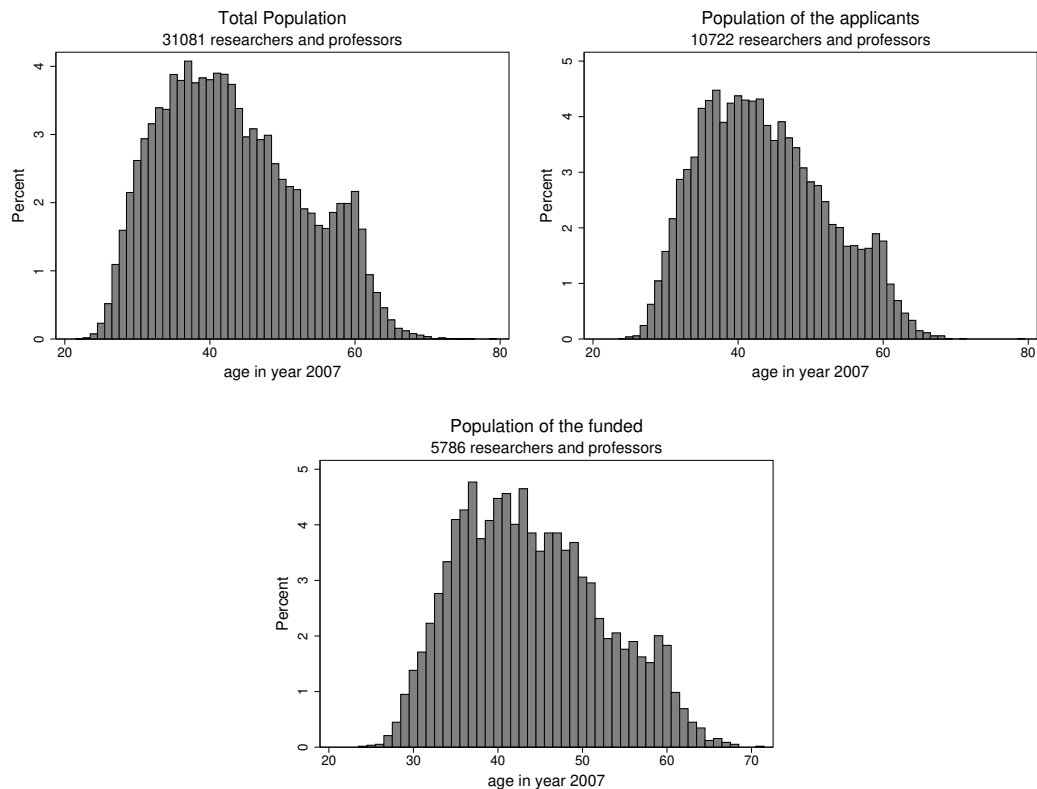 Total Population
31081 researchers and professors
Percent
4
3
2
1
0
20 40 60 80
age in year 2007
Population of the applicants
10722 researchers and professors
Percent
5
4
3
2
1
0
20 40 60 80
age in year 2007
Population of the funded
5786 researchers and professors
Percent
5
4
3
2
1
0
20 30 40 50 60 70
age in year 2007